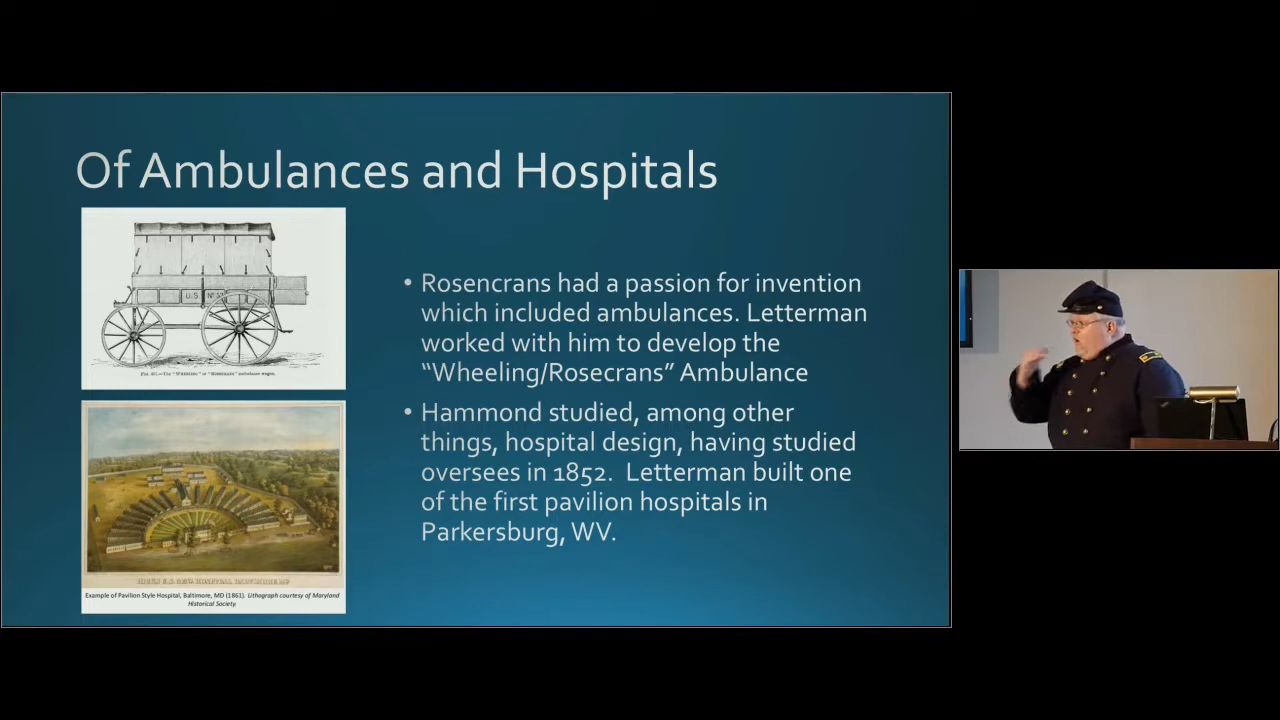 Of Ambulances and Hospitals
U.S.
• Rosencrans had a passion for invention
which included ambulances. Letterman
worked with him to develop the
“Wheeling/Rosecrans” Ambulance
• Hammond studied, among other
things, hospital design, having studied
oversees in 1852. Letterman built one
of the first pavilion hospitals in
Parkersburg, WV.
Example of Pavilion Style Hospital, Baltimore, MD (1861). Lithograph courtesy of Maryland
Historical Society.